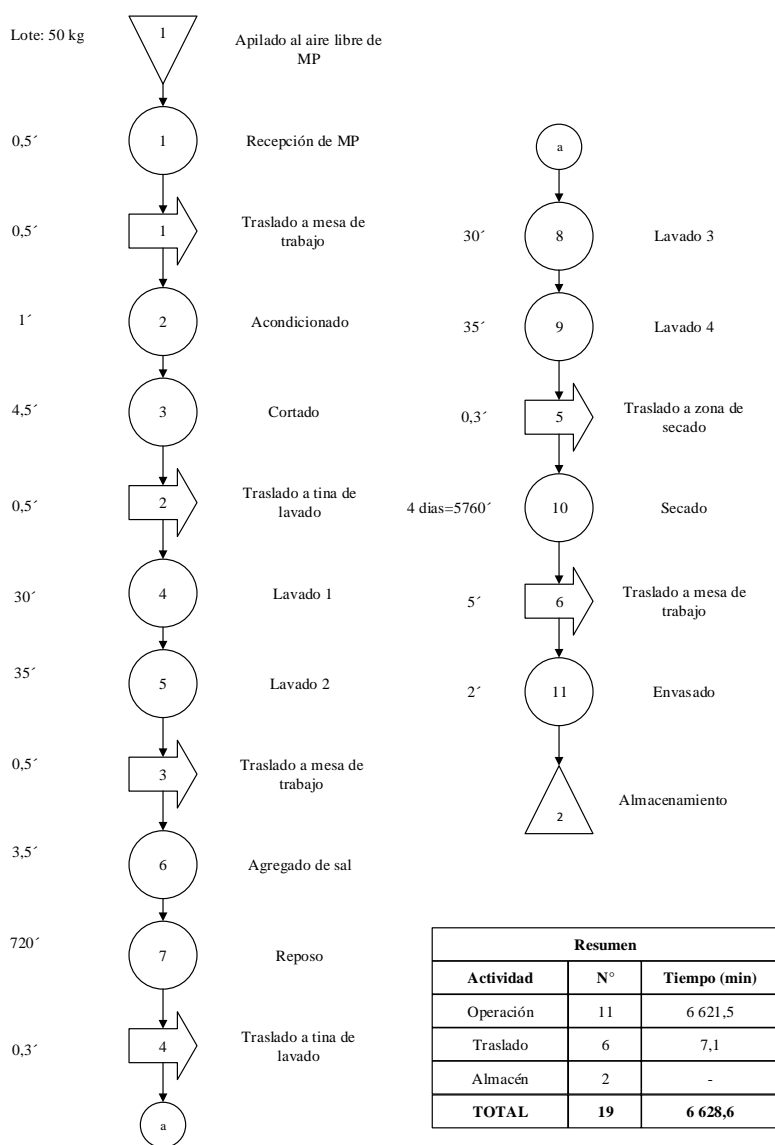 Lote: 50 kg
1
Apilado al aire libre de
MP
0,5´
1
Recepción de MP
0,5´
1
Traslado a mesa de
trabajo
1´
2
Acondicionado
4,5´
3
Cortado
0,5´
2
Traslado a tina de
lavado
30´
4
Lavado 1
35´
5
Lavado 2
0,5´
3
Traslado a mesa de
trabajo
3,5´
6
Agregado de sal
720´
7
Reposo
0,3´
4
Traslado a tina de
lavado
a
a
30´
8
Lavado 3
35´
9
Lavado 4
0,3´
5
Traslado a zona de
secado
4 dias=5760´
10
Secado
5´
6
Traslado a mesa de
trabajo
2´
11
Envasado
2
Almacenamiento
Resumen
Actividad N° Tiempo (min)
Operación 11 6 621,5
Traslado 6 7,1
Almacén 2 -
TOTAL 19 6 628,6